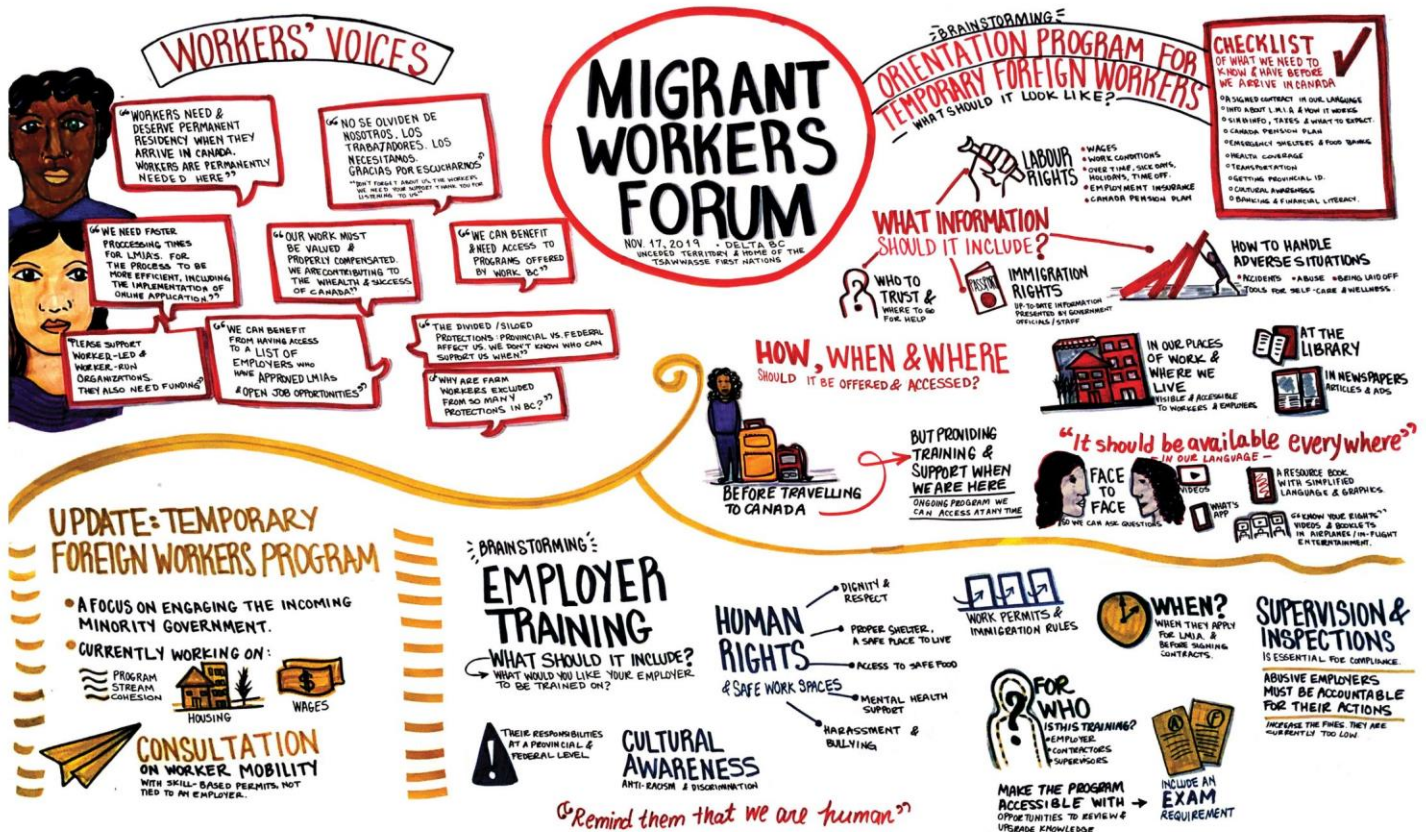 WORKERS' VOICES
"WORKERS NEED &
DESERVE PERMANENT
RESIDENCY WHEN THEY
ARRIVE IN CANADA.
WORKERS ARE PERMANENTLY
NEEDED HERE"
"NO SE OLVIDEN DE
NOSOTROS. LOS
TRABAJADORES. LOS
NECESITAMOS.
GRACIAS POR ESCUCHARNOS"
"DON'T FORGET ABOUT US, THE WORKERS
WE NEED YOUR SUPPORT THANK YOU FOR
LISTENING TO US"
"WE NEED FASTER
PROCCESSING TIMES
FOR LMIA'S. FOR
THE PROCESS TO BE
MORE EFFICIENT, INCLUDING
THE IMPLEMENTATION OF
ONLINE APPLICATION."
"OUR WORK MUST
BE VALUED &
PROPERLY COMPENSATED.
WE ARE CONTRIBUTING TO
THE WHEALTH & SUCCESS
OF CANADA."
"WE CAN BENEFIT
& NEED ACCESS TO
PROGRAMS OFFERED
BY WORK BC"
"PLEASE SUPPORT
WORKER-LED &
WORKER-RUN
ORGANIZATIONS.
THEY ALSO NEED FUNDING"
"WE CAN BENEFIT
FROM HAVING ACCESS
TO A LIST OF
EMPLOYERS WHO
HAVE APPROVED LMIAS
& OPEN JOB OPPORTUNITIES"
"THE DIVIDED / SILOED
PROTECTIONS: PROVINCIAL VS. FEDERAL
AFFECT US. WE DON'T KNOW WHO CAN
SUPPORT US WHEN."
"WHY ARE FARM
WORKERS EXCLUDED
FROM SO MANY
PROTECTIONS IN BC?"
MIGRANT
WORKERS
FORUM
NOV. 17, 2019 • DELTA BC
UNCEDED TERRITORY & HOME OF THE
TSAWWASSE FIRST NATIONS
BRAINSTORMING
ORIENTATION PROGRAM FOR
TEMPORARY FOREIGN WORKERS
WHAT SHOULD IT LOOK LIKE?
CHECKLIST
OF WHAT WE NEED TO
KNOW & HAVE BEFORE
WE ARRIVE IN CANADA
A SIGNED CONTRACT IN OUR LANGUAGE
INFO ABOUT L.M.I.A & HOW IT WORKS
SIN INFO, TAXES & WHAT TO EXPECT.
CANADA PENSION PLAN
EMERGENCY SHELTERS & FOOD BANKS
HEALTH COVERAGE
TRANSPORTATION
GETTING PROVINCIAL ID.
CULTURAL AWARENESS
BANKING & FINANCIAL LITERACY.
LABOUR
RIGHTS
• WAGES
• WORK CONDITIONS
• OVER TIME, SICK DAYS,
HOLIDAYS, TIME OFF.
• EMPLOYMENT INSURANCE
• CANADA PENSION PLAN
WHAT INFORMATION
SHOULD IT INCLUDE?
WHO TO
TRUST &
WHERE TO GO
FOR HELP
PASSPORT
IMMIGRATION
RIGHTS
UP-TO-DATE INFORMATION
PRESENTED BY GOVERNMENT
OFFICIALS / STAFF
HOW TO HANDLE
ADVERSE SITUATIONS
• ACCIDENTS • ABUSE • BEING LAID OFF
TOOLS FOR SELF-CARE & WELLNESS.
HOW, WHEN & WHERE
SHOULD IT BE OFFERED & ACCESSED?
BEFORE TRAVELLING
TO CANADA
BUT PROVIDING
TRAINING &
SUPPORT WHEN
WE ARE HERE
ONGOING PROGRAM WE
CAN ACCESS AT ANY TIME
IN OUR PLACES
OF WORK &
WHERE WE
LIVE
VISIBLE & ACCESSIBLE
TO WORKERS & EMPLOYERS
AT THE
LIBRARY
IN NEWSPAPERS
ARTICLES & ADS
"It should be available everywhere"
- IN OUR LANGUAGE -
FACE
TO
FACE
SO WE CAN ASK QUESTIONS
VIDEOS
WHAT'S
APP
A RESOURCE BOOK
WITH SIMPLIFIED
LANGUAGE & GRAPHICS.
"KNOW YOUR RIGHTS"
VIDEOS & BOOKLETS
IN AIRPLANES / IN-FLIGHT
ENTERENTAINMENT.
UPDATE: TEMPORARY
FOREIGN WORKERS PROGRAM
• A FOCUS ON ENGAGING THE INCOMING
MINORITY GOVERNMENT.
• CURRENTLY WORKING ON:
PROGRAM
STREAM
COHESION
HOUSING
$
WAGES
CONSULTATION
ON WORKER MOBILITY
WITH SKILL-BASED PERMITS, NOT
TIED TO AN EMPLOYER.
BRAINSTORMING
EMPLOYER
TRAINING
WHAT SHOULD IT INCLUDE?
WHAT WOULD YOU LIKE YOUR EMPLOYER
TO BE TRAINED ON?
!
THEIR RESPONSIBILITIES
AT A PROVINCIAL &
FEDERAL LEVEL
CULTURAL
AWARENESS
ANTI-RACISM & DISCRIMINATION
"Remind them that we are human"
HUMAN
RIGHTS
& SAFE WORK SPACES
DIGNITY &
RESPECT
PROPER SHELTER,
A SAFE PLACE TO LIVE
ACCESS TO SAFE FOOD
MENTAL HEALTH
SUPPORT
HARASSMENT &
BULLYING
WORK PERMITS &
IMMIGRATION RULES
WHEN?
WHEN THEY APPLY
FOR LMIA &
BEFORE SIGNING
CONTRACTS.
?
FOR
WHO
IS THIS TRAINING?
• EMPLOYER
• CONTRACTORS
• SUPERVISORS
MAKE THE PROGRAM
ACCESSIBLE WITH
OPPORTUNITIES TO REVIEW &
UPGRADE KNOWLEDGE
A
F
INCLUDE AN
EXAM
REQUIREMENT
SUPERVISION &
INSPECTIONS
IS ESSENTIAL FOR COMPLIANCE.
ABUSIVE EMPLOYERS
MUST BE ACCOUNTABLE
FOR THEIR ACTIONS
INCREASE THE FINES. THEY ARE
CURRENTLY TOO LOW